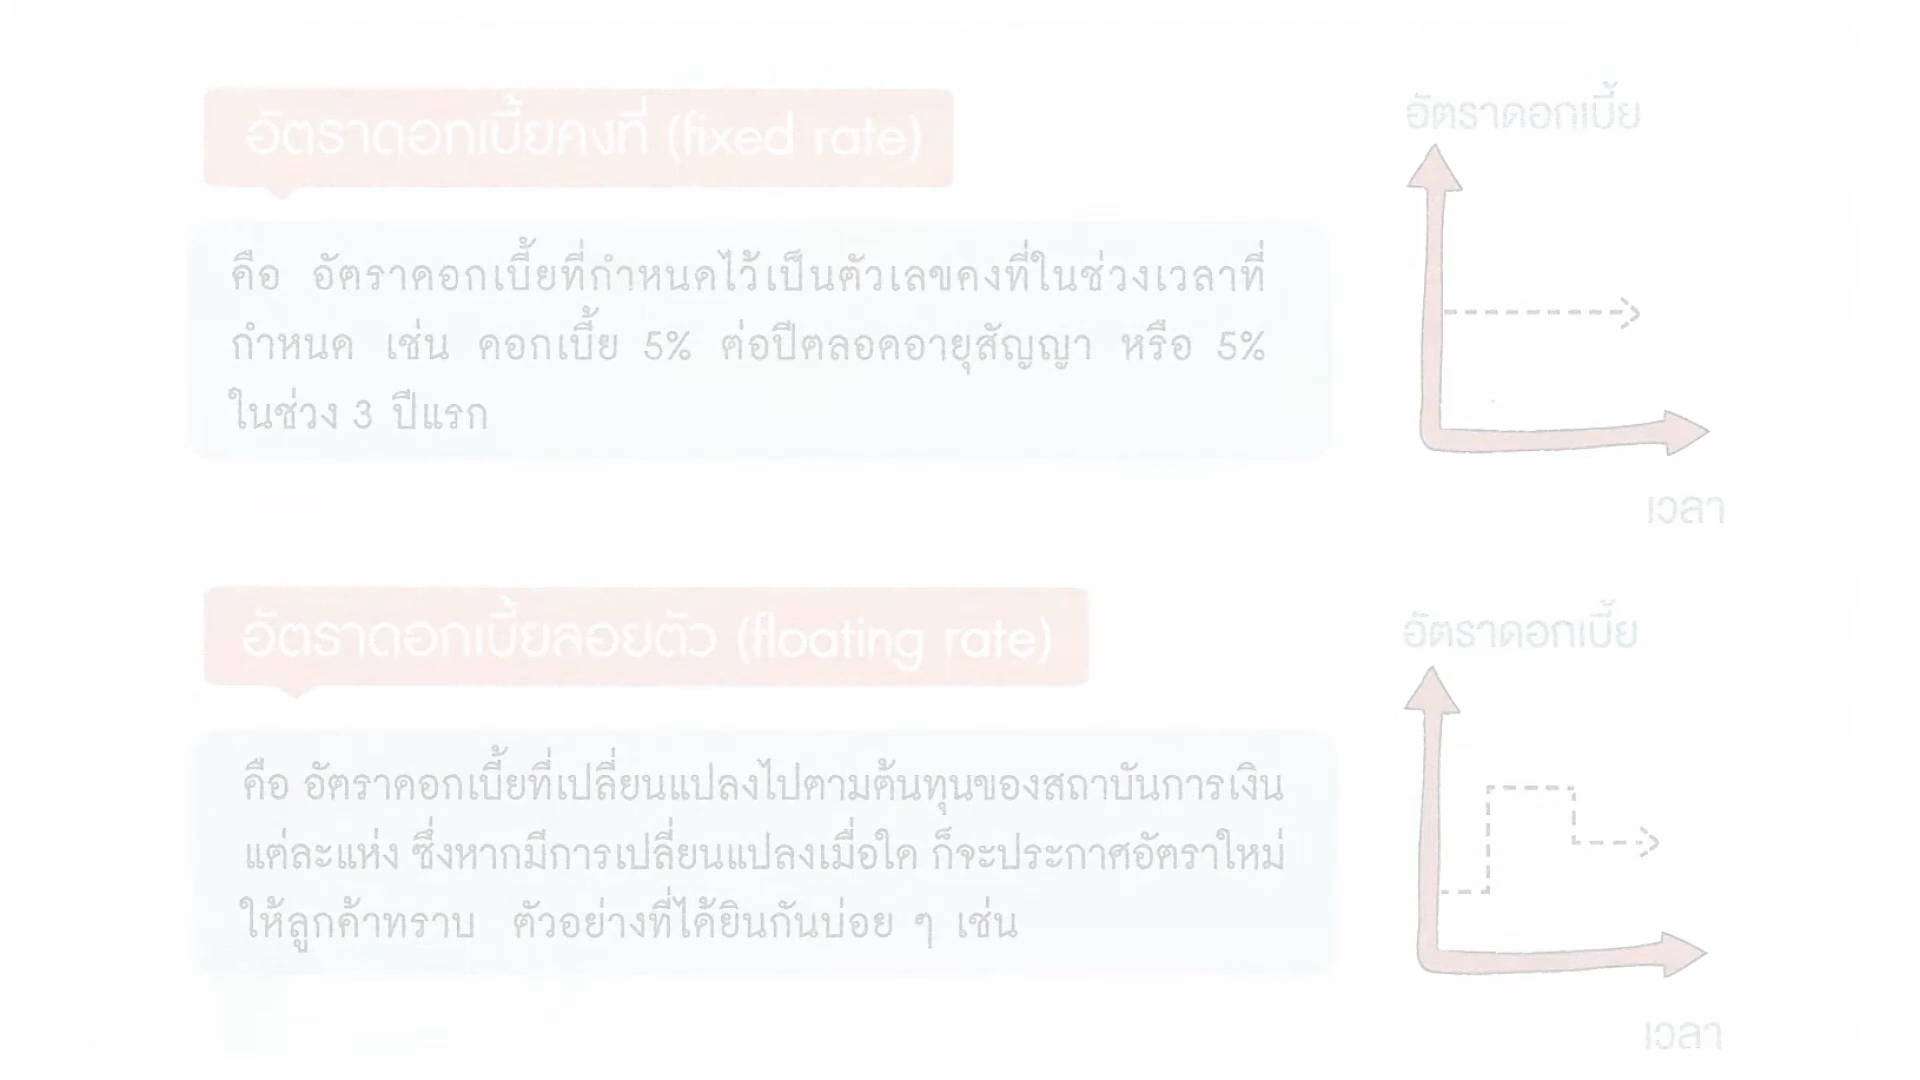 อัตราดอกเบี้ยคงที่ (fixed rate)
อัตราดอกเบี้ย
คือ อัตราดอกเบี้ยที่กำหนดไว้เป็นตัวเลขคงที่ในช่วงเวลาที่
กำหนด เช่น ดอกเบี้ย 5% ต่อปีตลอดอายุสัญญา หรือ 5%
ในช่วง 3 ปีแรก
เวลา
อัตราดอกเบี้ยลอยตัว (floating rate)
อัตราดอกเบี้ย
คือ อัตราดอกเบี้ยที่เปลี่ยนแปลงไปตามต้นทุนของสถาบันการเงิน
แต่ละแห่ง ซึ่งหากมีการเปลี่ยนแปลงเมื่อใด ก็จะประกาศอัตราใหม่
ให้ลูกค้าทราบ ตัวอย่างที่ได้ยินกันบ่อย ๆ เช่น
เวลา